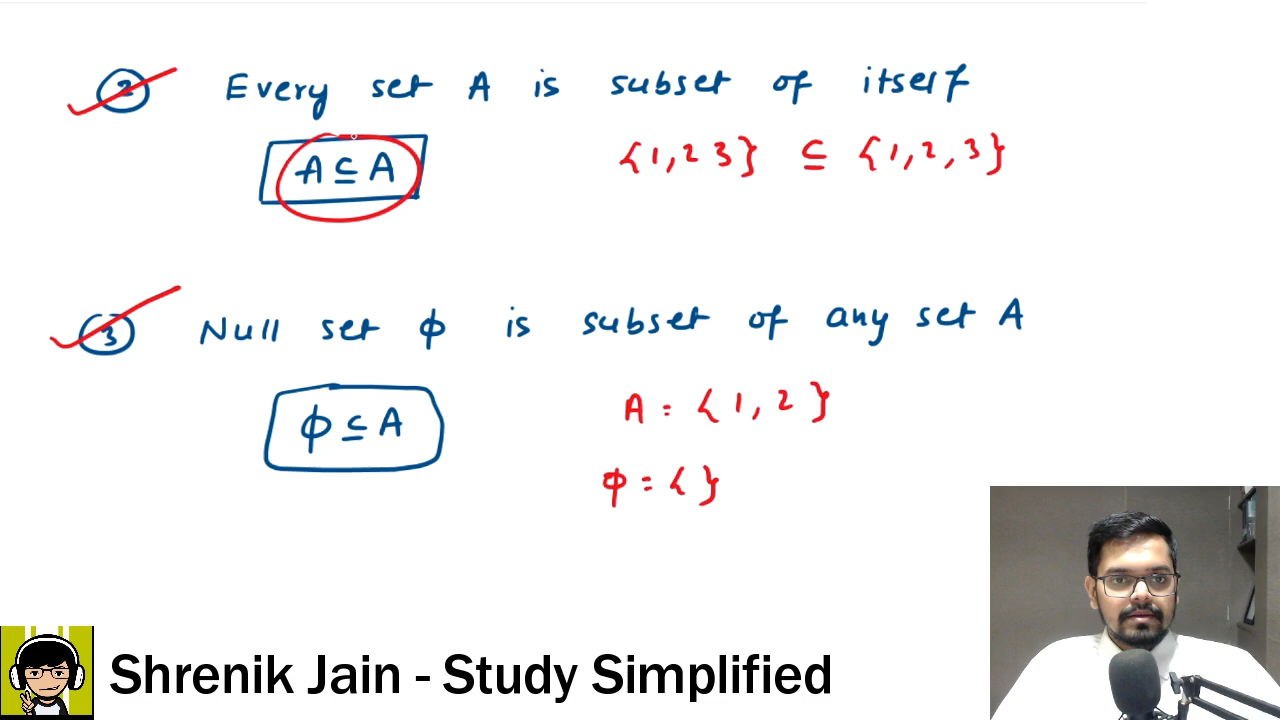 2 Every set A is subset of itself
A ⊆ A {1,2 3} ⊆ {1,2,3}
3 Null set ϕ is subset of any set A
ϕ ⊆ A A = {1,2}
ϕ = { }
Shrenik Jain - Study Simplified